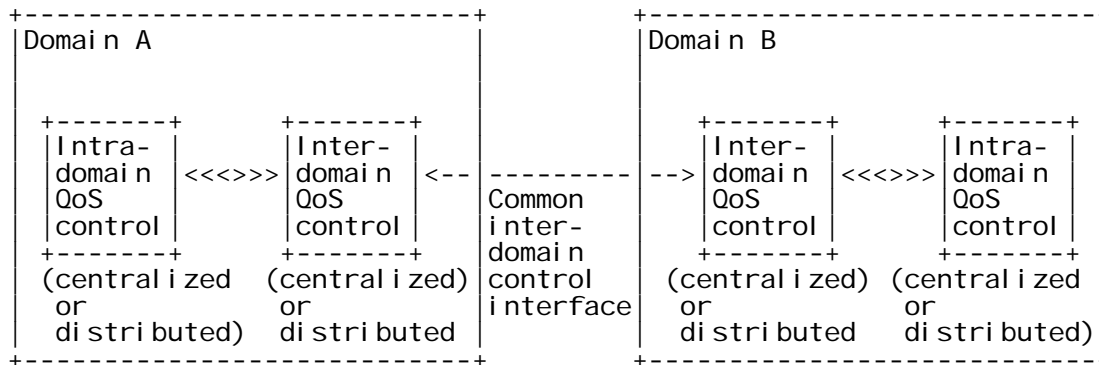 +-----------------------------+         +-----------------------------
|Domain A                     |         |Domain B
|                             |         |
|                             |         |
|                             |         |
| +-------+      +-------+    |         |   +-------+      +-------+
| |Intra- |      |Inter- |    |         |   |Inter- |      |Intra- |
| |domain |<<<>>>|domain |<-- |---------|-->|domain |<<<>>>|domain |
| |QoS    |      |QoS    |    |Common   |   |QoS    |      |QoS    |
| |control|      |control|    |inter-   |   |control|      |control|
| +-------+      +-------+    |domain   |   +-------+      +-------+
| (centralized  (centralized) |control  | (centralized) (centralized
|  or            or           |interface|  or            or
|  distributed)  distributed  |         |  distributed   distributed)
+-----------------------------+         +-----------------------------